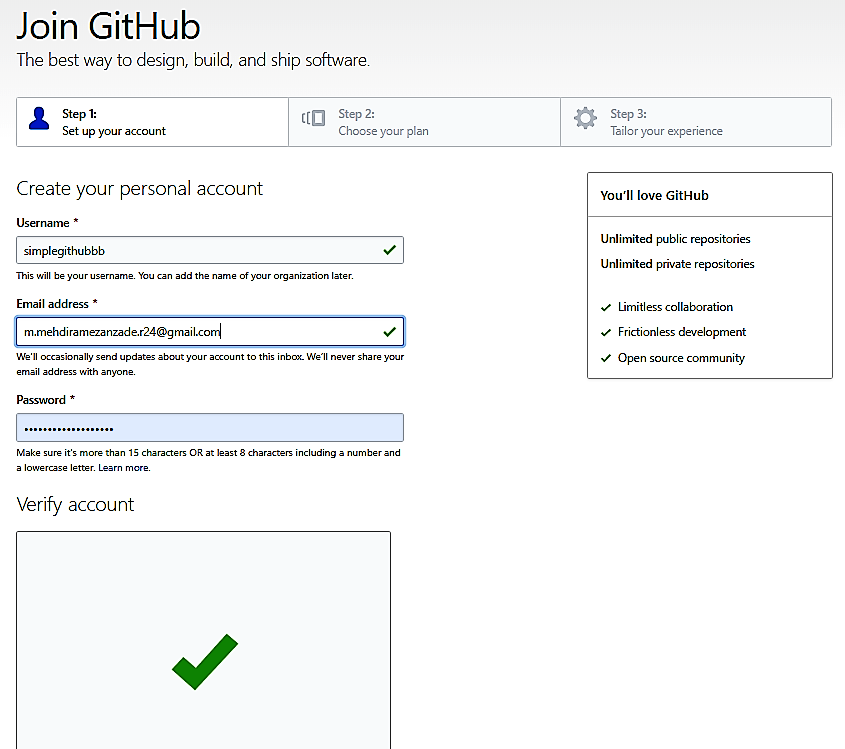 Join GitHub
The best way to design, build, and ship software.
Step 1:
Set up your account
Step 2:
Choose your plan
Step 3:
Tailor your experience
Create your personal account
Username *
simplegithubbb
This will be your username. You can add the name of your organization later.
Email address *
m.mehdiramezanzade.r24@gmail.com
We'll occasionally send updates about your account to this inbox. We'll never share your
email address with anyone.
Password *
•••••••••••••••••••
Make sure it's more than 15 characters OR at least 8 characters including a number and
a lowercase letter. Learn more.
Verify account
You'll love GitHub
Unlimited public repositories
Unlimited private repositories
Limitless collaboration
Frictionless development
Open source community